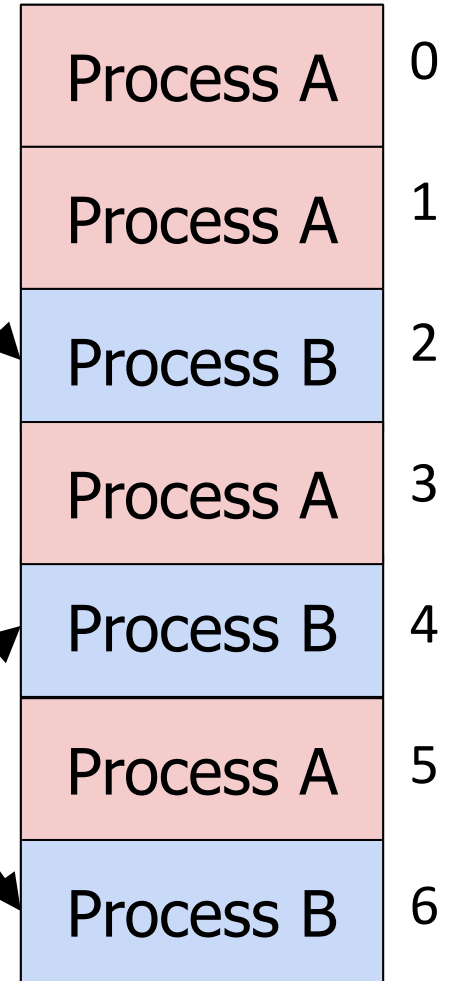 Process A 0
Process A 1
Process B 2
Process A 3
Process B 4
Process A 5
Process B 6